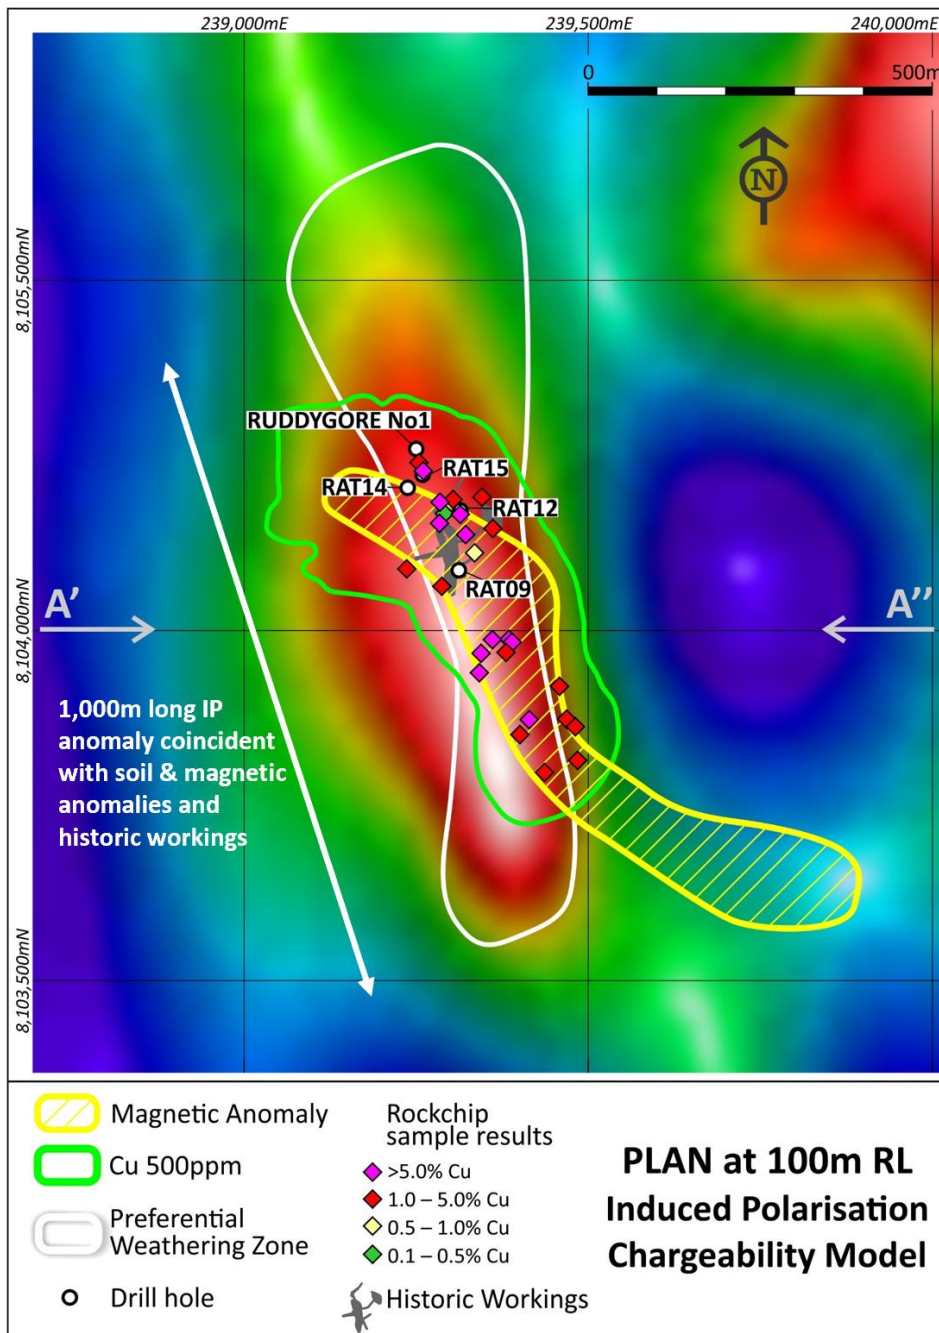 239,000mE
239,500mE
240,000mE
0
500m
N
8,105,500mN
RUDDYGORE No1
RAT15
RAT14
RAT12
RAT09
A'
A"
8,104,000mN
1,000m long IP
anomaly coincident
with soil & magnetic
anomalies and
historic workings
8,103,500mN
Magnetic Anomaly
Cu 500ppm
Preferential
Weathering Zone
Drill hole
Rockchip
sample results
>5.0% Cu
1.0 – 5.0% Cu
0.5 – 1.0% Cu
0.1 – 0.5% Cu
Historic Workings
PLAN at 100m RL
Induced Polarisation
Chargeability Model